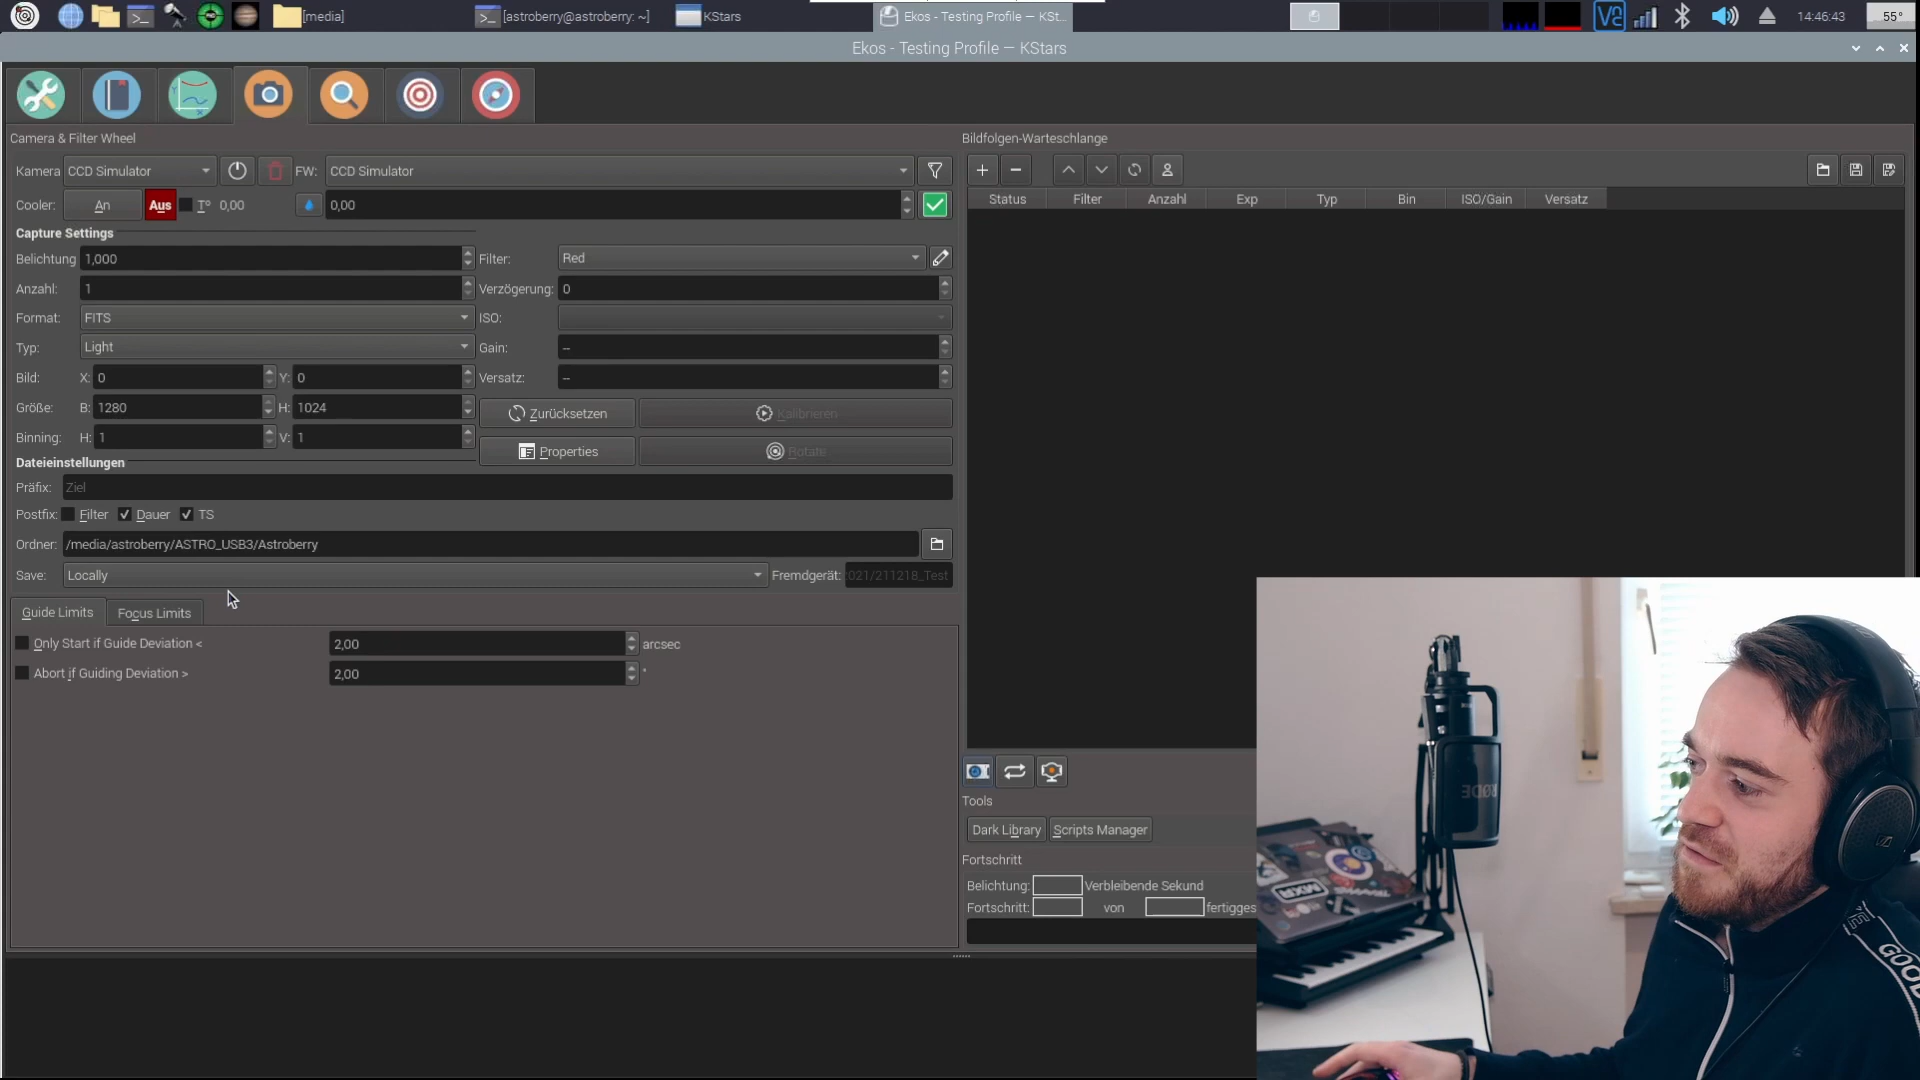 [media]
[astroberry@astroberry: ~]
KStars
Ekos - Testing Profile — KSt...
V2
14:46:43
55°
Ekos - Testing Profile — KStars
Camera & Filter Wheel
Kamera CCD Simulator FW: CCD Simulator
Cooler: An Aus T° 0,00 0,00
Capture Settings
Belichtung 1,000 Filter: Red
Anzahl: 1 Verzögerung: 0
Format: FITS ISO:
Typ: Light Gain: --
Bild: X: 0 Y: 0 Versatz: --
Größe: B: 1280 H: 1024 Zurücksetzen Kalibrieren
Binning: H: 1 V: 1 Properties Rotate
Dateieinstellungen
Präfix: Ziel
Postfix: Filter Dauer TS
Ordner: /media/astroberry/ASTRO_USB3/Astroberry
Save: Locally Fremdgerät: 021/211218_Test
Guide Limits Focus Limits
Only Start if Guide Deviation < 2,00 arcsec
Abort if Guiding Deviation > 2,00 "
Bildfolgen-Warteschlange
Status Filter Anzahl Exp Typ Bin ISO/Gain Versatz
Tools
Dark Library Scripts Manager
Fortschritt
Belichtung: Verbleibende Sekund
Fortschritt: von fertigges
RØDE
MXR
GOOD